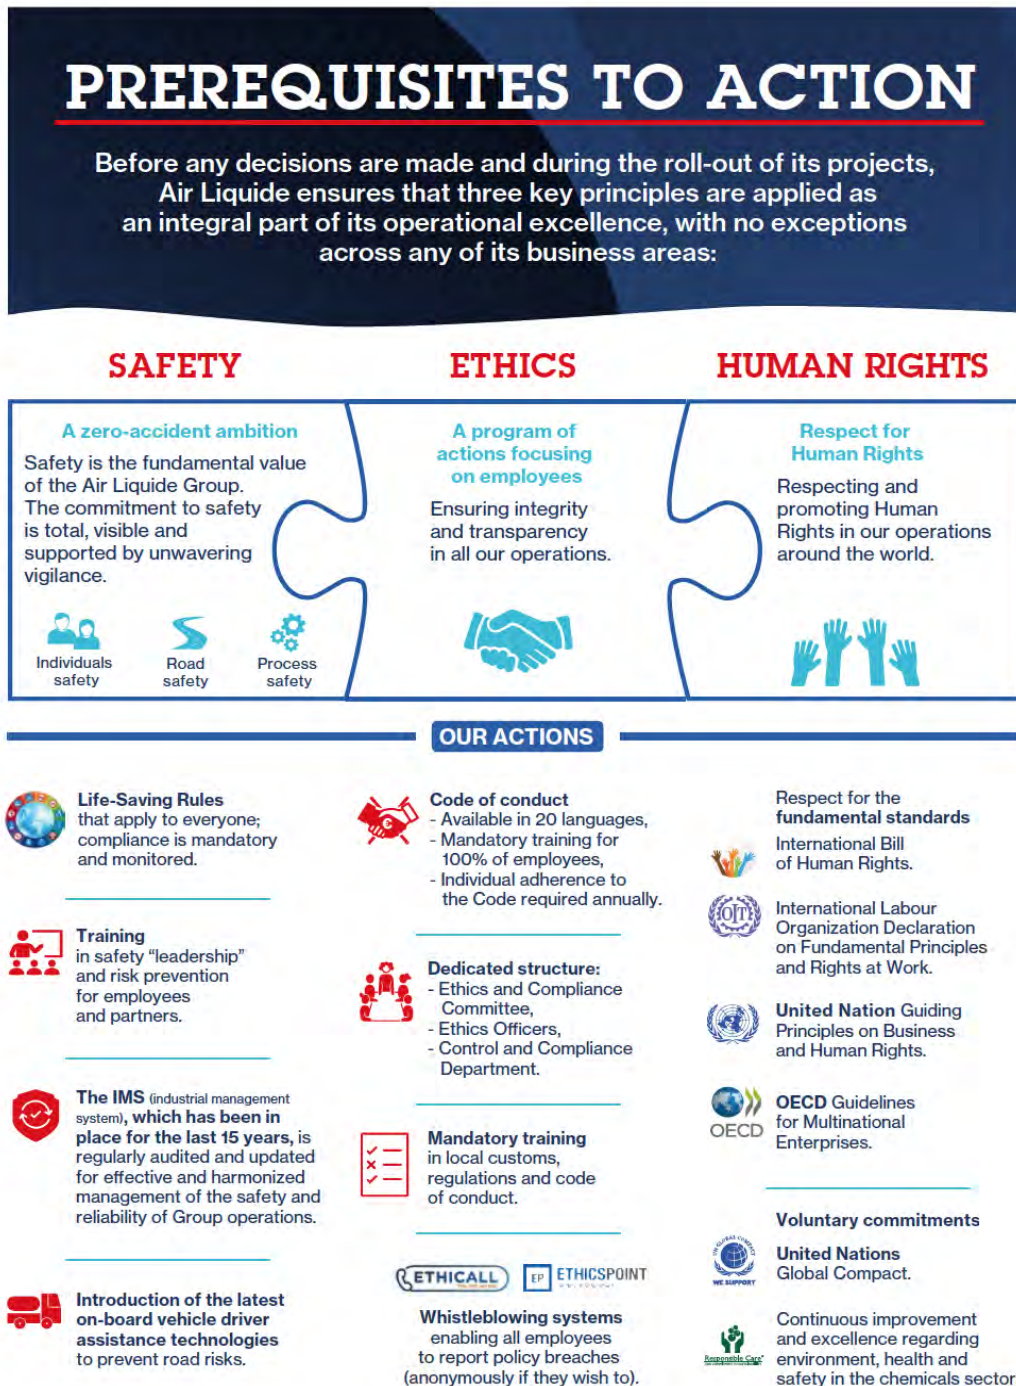 PREREQUISITES TO ACTION
Before any decisions are made and during the roll-out of its projects,
Air Liquide ensures that three key principles are applied as
an integral part of its operational excellence, with no exceptions
across any of its business areas:
SAFETY
A zero-accident ambition
Safety is the fundamental value
of the Air Liquide Group.
The commitment to safety
is total, visible and
supported by unwavering
vigilance.
Individuals
safety
Road
safety
Process
safety
ETHICS
A program of
actions focusing
on employees
Ensuring integrity
and transparency
in all our operations.
HUMAN RIGHTS
Respect for
Human Rights
Respecting and
promoting Human
Rights in our operations
around the world.
OUR ACTIONS
Life-Saving Rules
that apply to everyone;
compliance is mandatory
and monitored.
Training
in safety “leadership”
and risk prevention
for employees
and partners.
The IMS (industrial management
system), which has been in
place for the last 15 years, is
regularly audited and updated
for effective and harmonized
management of the safety and
reliability of Group operations.
Introduction of the latest
on-board vehicle driver
assistance technologies
to prevent road risks.
Code of conduct
- Available in 20 languages,
- Mandatory training for
100% of employees,
- Individual adherence to
the Code required annually.
Dedicated structure:
- Ethics and Compliance
Committee,
- Ethics Officers,
- Control and Compliance
Department.
Mandatory training
in local customs,
regulations and code
of conduct.
ETHICALL
EP ETHICSPOINT
Whistleblowing systems
enabling all employees
to report policy breaches
(anonymously if they wish to).
Respect for the
fundamental standards
International Bill
of Human Rights.
OIT
International Labour
Organization Declaration
on Fundamental Principles
and Rights at Work.
United Nation Guiding
Principles on Business
and Human Rights.
OECD
OECD Guidelines
for Multinational
Enterprises.
Voluntary commitments
WE SUPPORT
United Nations
Global Compact.
Responsible Care
Continuous improvement
and excellence regarding
environment, health and
safety in the chemicals sector